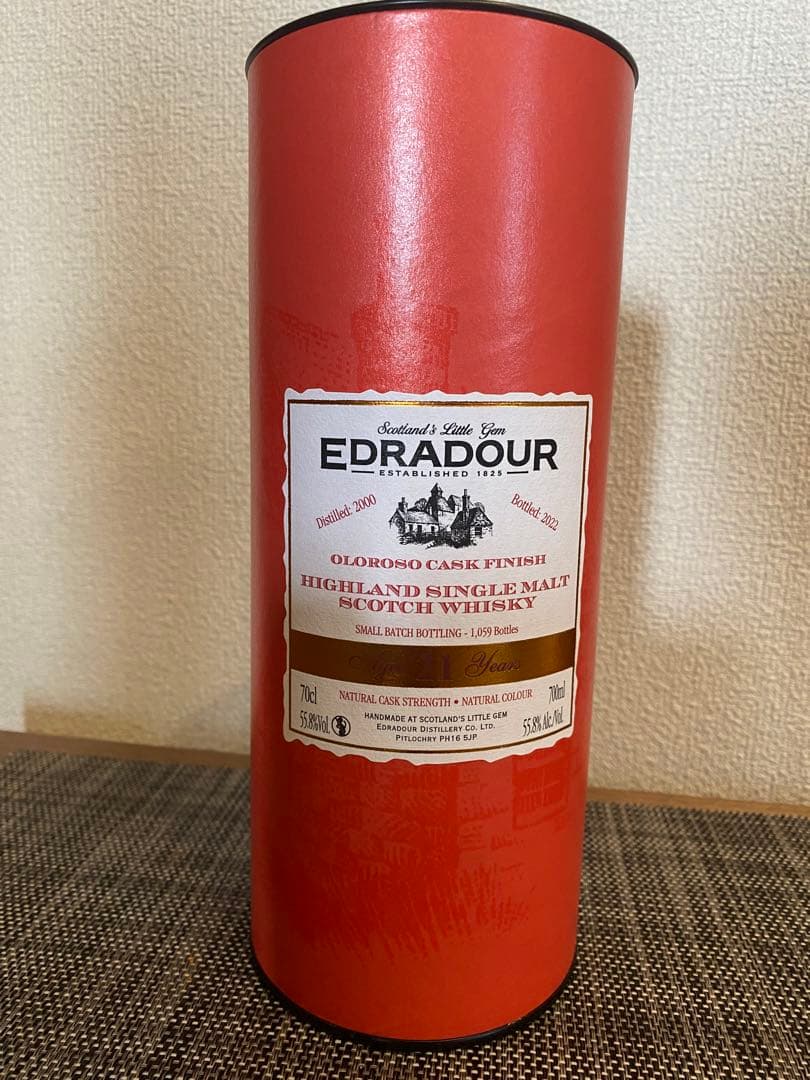 Scotland's Little Gem
EDRADOUR
ESTABLISHED 1825
Distilled: 2000
Bottled: 2022
OLOROSO CASK FINISH
HIGHLAND SINGLE MALT
SCOTCH WHISKY
SMALL BATCH BOTTLING - 1,059 Bottles
Aged 21 Years
70cl
NATURAL CASK STRENGTH • NATURAL COLOUR
700ml
55.8%Vol.
HANDMADE AT SCOTLAND'S LITTLE GEM
EDRADOUR DISTILLERY CO. LTD.
PITLOCHRY PH16 5JP
55.8% Alc./Vol.